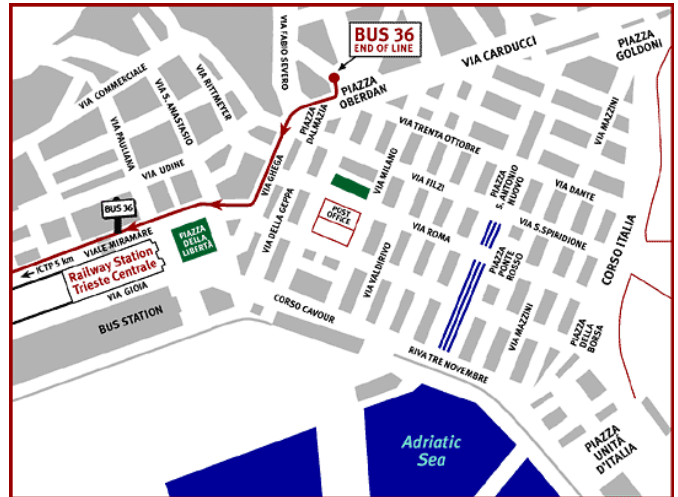 BUS 36
END OF LINE
VIA FABIO SEVERO
VIA CARDUCCI
PIAZZA
GOLDONI
VIA COMMERCIALE
VIA RITTMEYER
VIA S. ANASTASIO
VIA PAULIANA
VIA UDINE
PIAZZA
OBERDAN
PIAZZA
DALMAZIA
VIA GHEGA
VIA TRENTA OTTOBRE
VIA MAZZINI
VIA MILANO
VIA FILZI
PIAZZA
S. ANTONIO
NUOVO
VIA DANTE
BUS 36
VIALE MIRAMARE
ICTP 5 km
Railway Station
Trieste Centrale
VIA GIOIA
BUS STATION
PIAZZA
DELLA
LIBERTÀ
VIA DELLA GEPPA
POST
OFFICE
VIA ROMA
VIA S.SPIRIDIONE
CORSO ITALIA
VIA VALDIRIVO
PIAZZA
PONTE
ROSSO
CORSO CAVOUR
VIA MAZZINI
PIAZZA
DELLA
BORSA
RIVA TRE NOVEMBRE
Adriatic
Sea
PIAZZA
UNITÀ
D'ITALIA